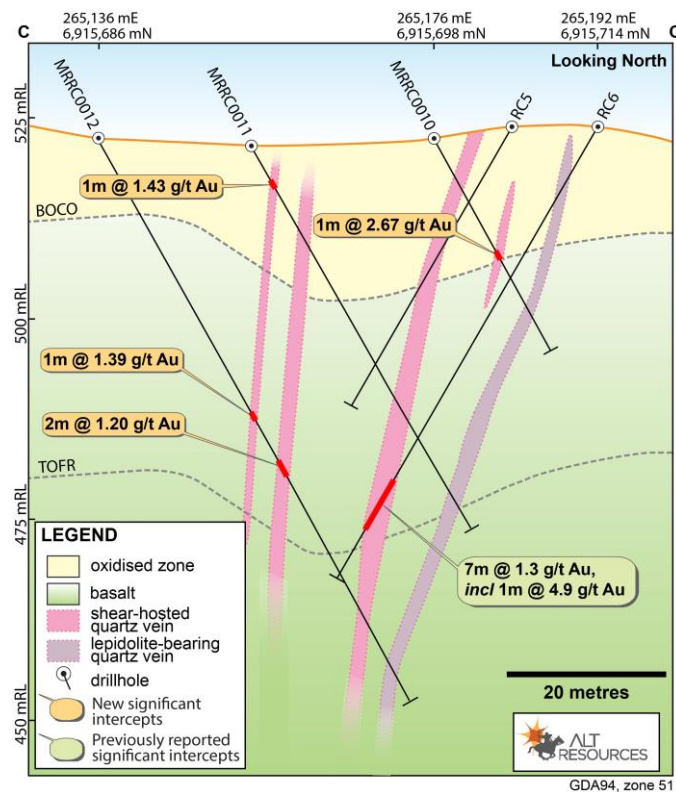 265,136 mE
6,915,686 mN
265,176 mE
6,915,698 mN
265,192 mE
6,915,714 mN
C
C
Looking North
525 mRL
MRRC0012
MRRC0011
MRRC0010
RC5
RC6
1m @ 1.43 g/t Au
BOCO
1m @ 2.67 g/t Au
500 mRL
1m @ 1.39 g/t Au
2m @ 1.20 g/t Au
TOFR
475 mRL
7m @ 1.3 g/t Au,
incl 1m @ 4.9 g/t Au
LEGEND
oxidised zone
basalt
shear-hosted
quartz vein
lepidolite-bearing
quartz vein
drillhole
New significant
intercepts
Previously reported
significant intercepts
450 mRL
20 metres
ALT
RESOURCES
GDA94, zone 51